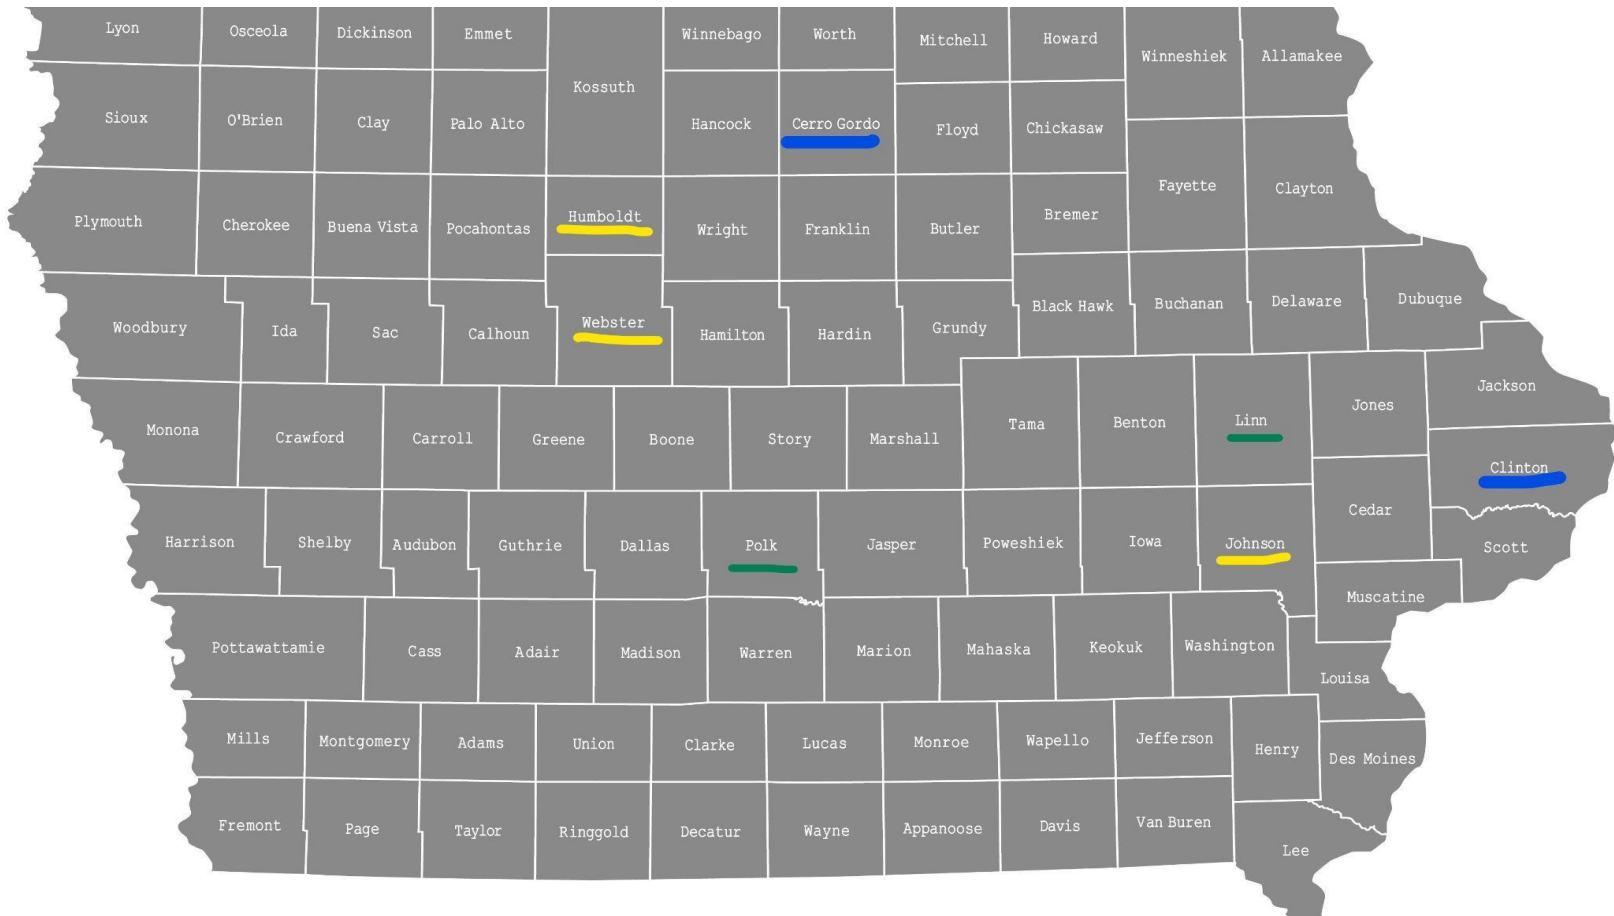 Lyon
Osceola
Dickinson
Emmet
Kossuth
Winnebago
Worth
Mitchell
Howard
Winneshiek
Allamakee
Sioux
O'Brien
Clay
Palo Alto
Hancock
Cerro Gordo
Floyd
Chickasaw
Fayette
Clayton
Plymouth
Cherokee
Buena Vista
Pocahontas
Humboldt
Wright
Franklin
Butler
Bremer
Woodbury
Ida
Sac
Calhoun
Webster
Hamilton
Hardin
Grundy
Black Hawk
Buchanan
Delaware
Dubuque
Monona
Crawford
Carroll
Greene
Boone
Story
Marshall
Tama
Benton
Linn
Jones
Jackson
Clinton
Harrison
Shelby
Audubon
Guthrie
Dallas
Polk
Jasper
Poweshiek
Iowa
Johnson
Cedar
Scott
Muscatine
Pottawattamie
Cass
Adair
Madison
Warren
Marion
Mahaska
Keokuk
Washington
Louisa
Mills
Montgomery
Adams
Union
Clarke
Lucas
Monroe
Wapello
Jefferson
Henry
Des Moines
Fremont
Page
Taylor
Ringgold
Decatur
Wayne
Appanoose
Davis
Van Buren
Lee